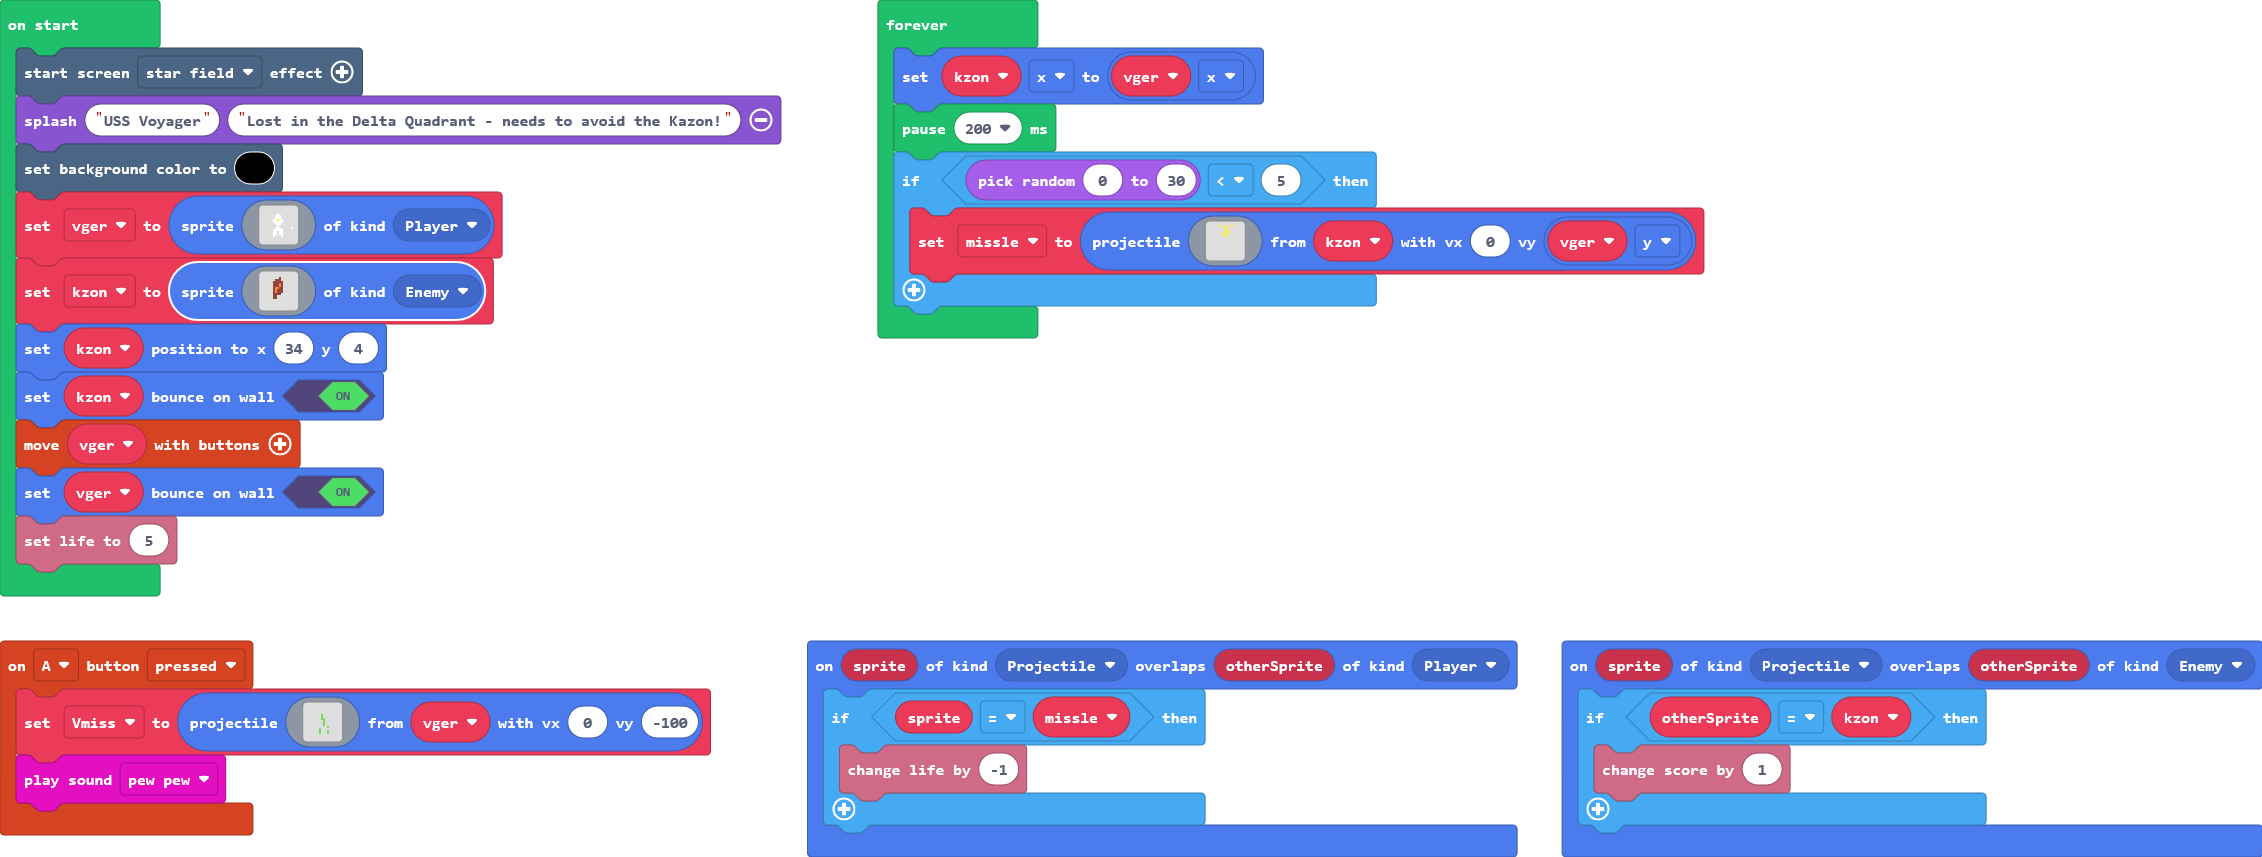 on start
start screen star field effect
splash "USS Voyager" "Lost in the Delta Quadrant - needs to avoid the Kazon!"
set background color to
set vger to sprite of kind Player
set kzon to sprite of kind Enemy
set kzon position to x 34 y 4
set kzon bounce on wall ON
move vger with buttons
set vger bounce on wall ON
set life to 5
forever
set kzon x to vger x
pause 200 ms
if pick random 0 to 30 < 5 then
set missle to projectile from kzon with vx 0 vy vger y
on A button pressed
set Vmiss to projectile from vger with vx 0 vy -100
play sound pew pew
on sprite of kind Projectile overlaps otherSprite of kind Player
if sprite = missle then
change life by -1
on sprite of kind Projectile overlaps otherSprite of kind Enemy
if otherSprite = kzon then
change score by 1